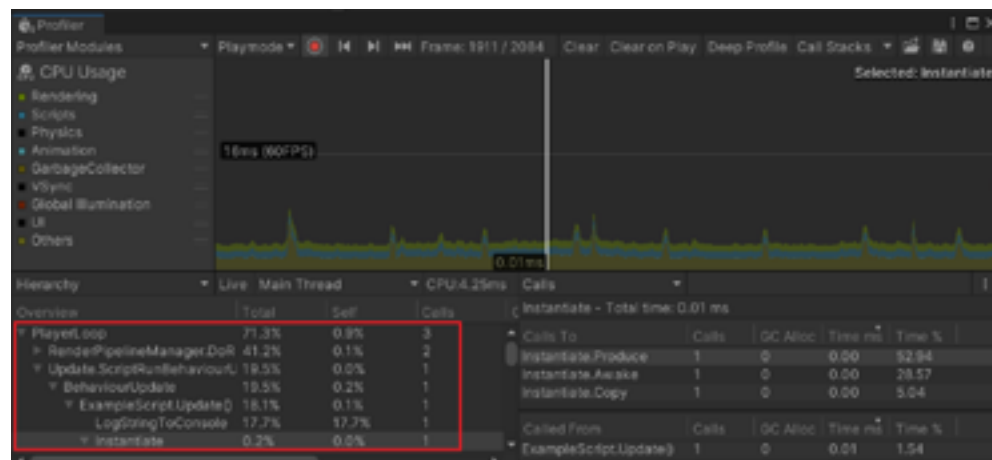 Profiler
Profiler Modules Playmode Frame: 1911 / 2084 Clear Clear on Play Deep Profile Call Stacks
CPU Usage Selected: Instantiate
Rendering
Scripts
Physics
Animation
16ms (60FPS)
GarbageCollector
VSync
Global Illumination
UI
Others
0.01ms
Hierarchy Live Main Thread CPU:4.25ms Calls
Overview Total Self Calls Instantiate - Total time: 0.01 ms
PlayerLoop 71.3% 0.8% 3 Calls To Calls GC Alloc Time ms Time %
RenderPipelineManager.DoR 41.2% 0.1% 2 Instantiate.Produce 1 0 0.00 52.94
Update.ScriptRunBehaviourU 19.5% 0.0% 1 Instantiate.Awake 1 0 0.00 28.57
BehaviourUpdate 19.5% 0.2% 1 Instantiate.Copy 1 0 0.00 5.04
ExampleScript.Update() 18.1% 0.1% 1
LogStringToConsole 17.7% 17.7% 1 Called From Calls GC Alloc Time ms Time %
Instantiate 0.2% 0.0% 1 ExampleScript.Update() 1 0 0.01 1.54